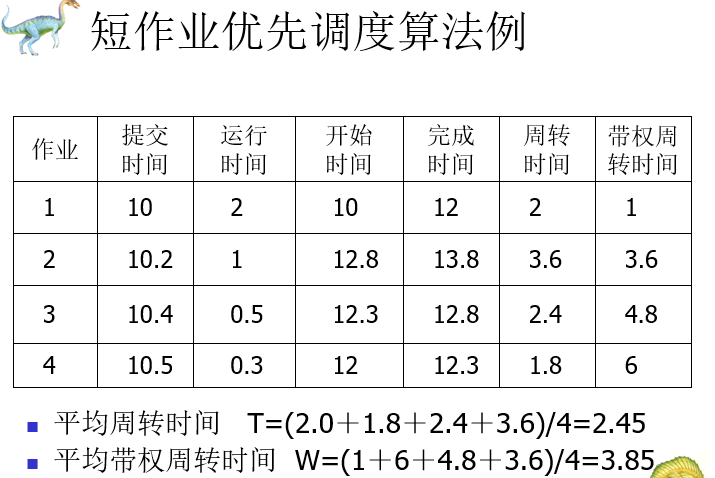 短作业优先调度算法例
作业 提交时间 运行时间 开始时间 完成时间 周转时间 带权周转时间
1 10 2 10 12 2 1
2 10.2 1 12.8 13.8 3.6 3.6
3 10.4 0.5 12.3 12.8 2.4 4.8
4 10.5 0.3 12 12.3 1.8 6
■ 平均周转时间 T=(2.0＋1.8＋2.4＋3.6)/4=2.45
■ 平均带权周转时间 W=(1＋6＋4.8＋3.6)/4=3.85